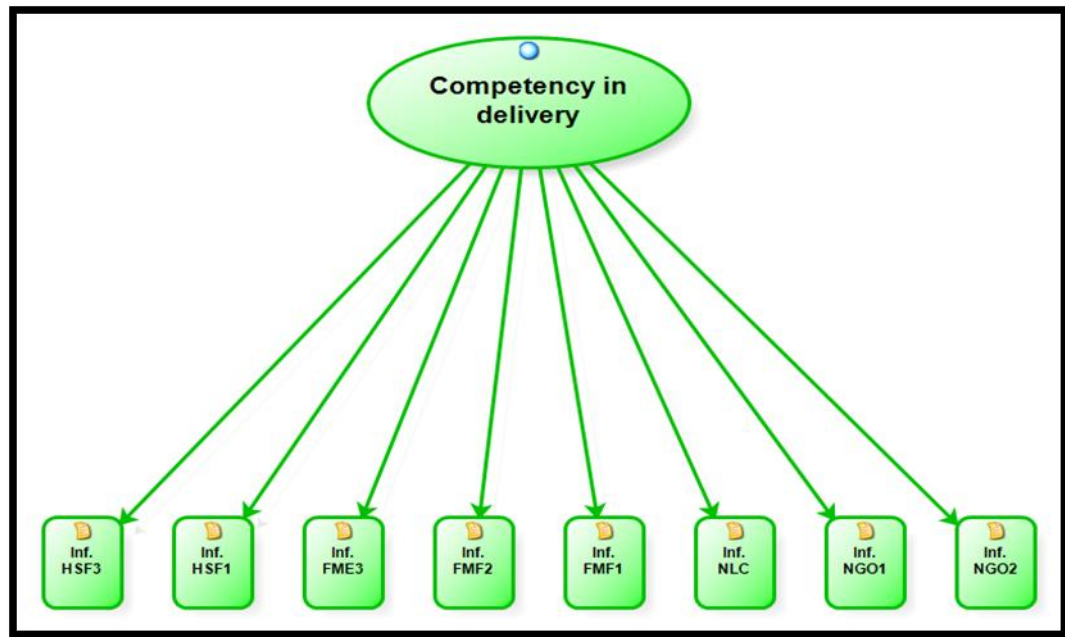 Competency in
delivery
Inf.
HSF3
Inf.
HSF1
Inf.
FME3
Inf.
FMF2
Inf.
FMF1
Inf.
NLC
Inf.
NGO1
Inf.
NGO2